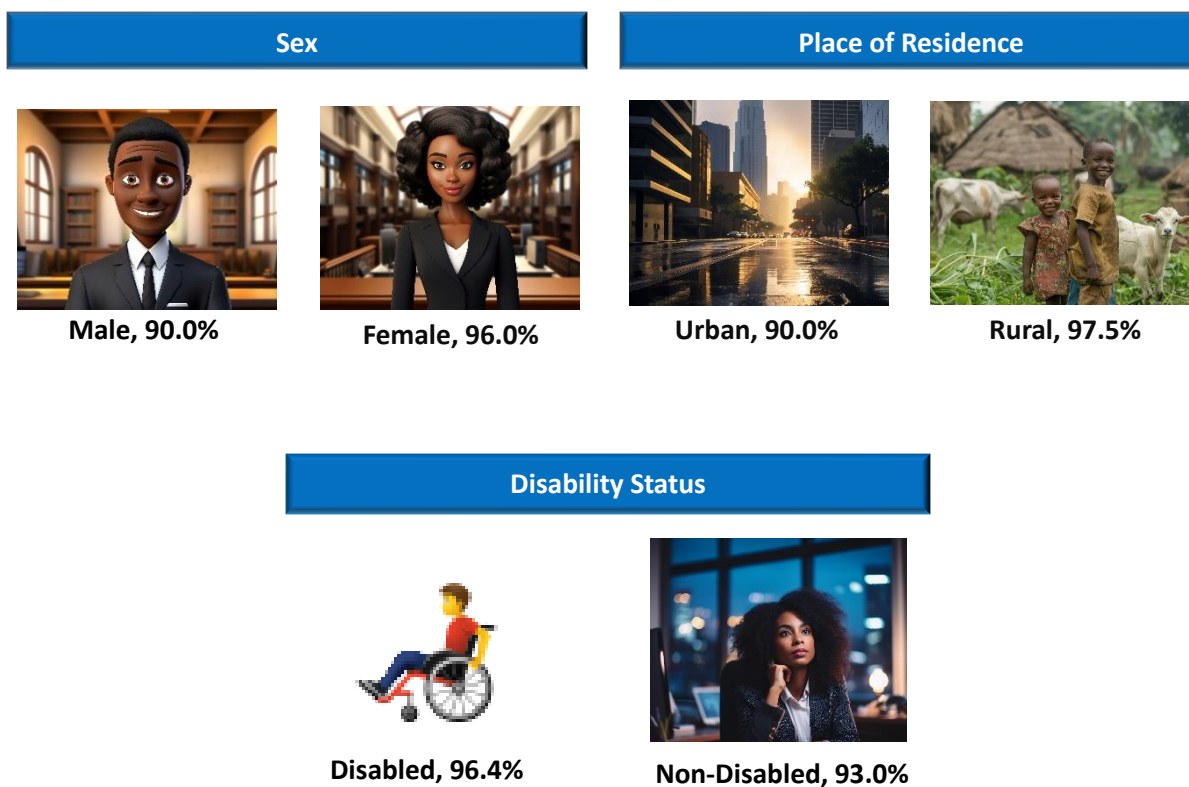 Sex
Place of Residence
Male, 90.0%
Female, 96.0%
Urban, 90.0%
Rural, 97.5%
Disability Status
Disabled, 96.4%
Non-Disabled, 93.0%